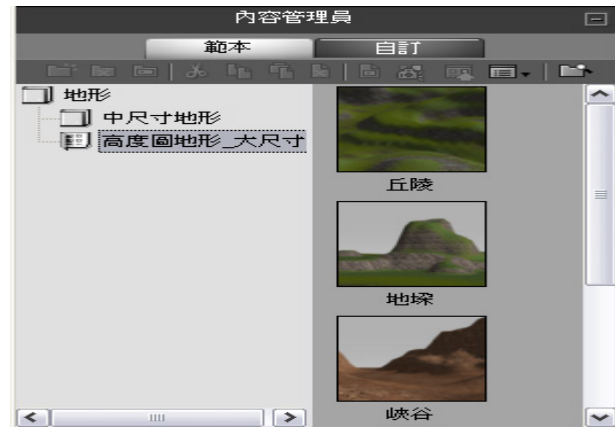 內容管理員
範本
自訂
地形
中尺寸地形
高度圖地形_大尺寸
丘陵
地塚
峽谷